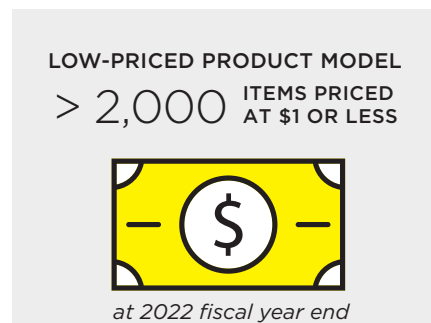 LOW-PRICED PRODUCT MODEL
> 2,000 ITEMS PRICED
AT $1 OR LESS
$
at 2022 fiscal year end